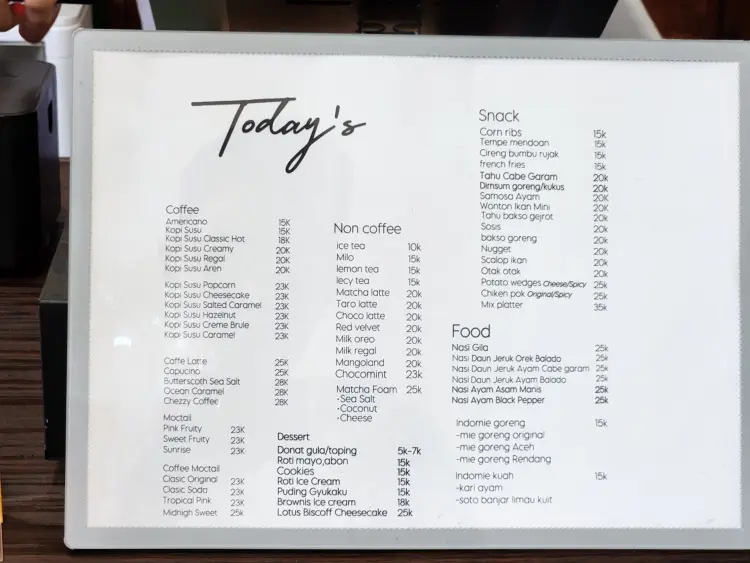 Today's
Coffee
Americano 15K
Kopi Susu 15K
Kopi Susu Classic Hot 18K
Kopi Susu Creamy 20K
Kopi Susu Regal 20K
Kopi Susu Aren 20K
Kopi Susu Popcorn 23K
Kopi Susu Cheesecake 23K
Kopi Susu Salted Caramel 23K
Kopi Susu Hazelnut 23K
Kopi Susu Creme Brule 23K
Kopi Susu Caramel 23K
Caffe Latte 25K
Capucino 25K
Butterscoth Sea Salt 28K
Ocean Caramel 28K
Chezzy Coffee 28K
Moctail
Pink Fruity 23K
Sweet Fruity 23K
Sunrise 23K
Coffee Moctail
Clasic Original 23K
Clasic Soda 23K
Tropical Pink 23K
Midnigh Sweet 25k
Non coffee
ice tea 10k
Milo 15k
lemon tea 15k
lecy tea 15k
Matcha latte 20k
Taro latte 20k
Choco latte 20k
Red velvet 20k
Milk oreo 20k
Milk regal 20k
Mangoland 20k
Chocomint 23k
Matcha Foam 25k
•Sea Salt
•Coconut
•Cheese
Dessert
Donat gula/toping 5k-7k
Roti mayo,abon 15k
Cookies 15k
Roti Ice Cream 15k
Puding Gyukaku 15k
Brownis Ice cream 18k
Lotus Biscoff Cheesecake 25k
Snack
Corn ribs 15k
Tempe mendoan 15k
Cireng bumbu rujak 15k
french fries 15k
Tahu Cabe Garam 20k
Dimsum goreng/kukus 20k
Samosa Ayam 20k
Wonton Ikan Mini 20K
Tahu bakso gejrot 20k
Sosis 20k
bakso goreng 20k
Nugget 20k
Scalop ikan 20k
Otak otak 20k
Potato wedges Cheese/Spicy 25k
Chiken pok Original/Spicy 25k
Mix platter 35k
Food
Nasi Gila 25k
Nasi Daun Jeruk Orek Balado 25k
Nasi Daun Jeruk Ayam Cabe garam 25k
Nasi Daun Jeruk Ayam Balado 25k
Nasi Ayam Asam Manis 25k
Nasi Ayam Black Pepper 25k
Indomie goreng 15k
-mie goreng original
-mie goreng Aceh
-mie goreng Rendang
Indomie kuah 15k
-kari ayam
-soto banjar limau kuit